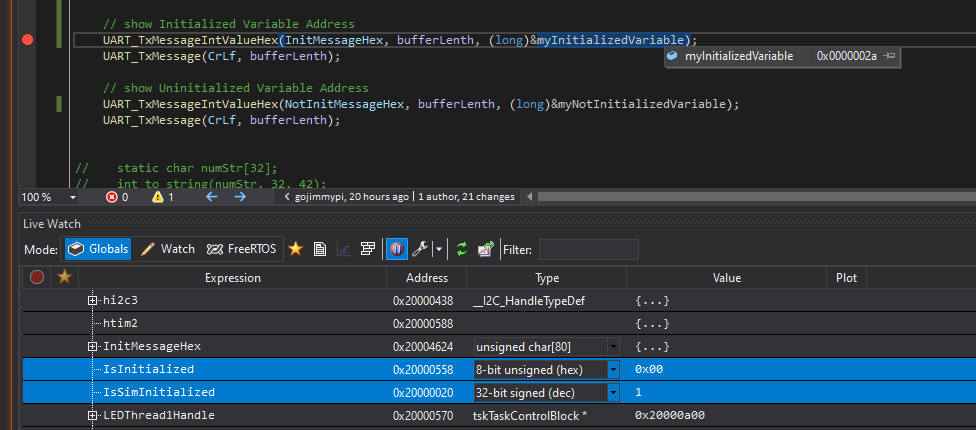 // show Initialized Variable Address
UART_TxMessageIntValueHex(InitMessageHex, bufferLenth, (long)&myInitializedVariable);
UART_TxMessage(CrLf, bufferLenth);
myInitializedVariable 0x0000002a
// show Uninitialized Variable Address
UART_TxMessageIntValueHex(NotInitMessageHex, bufferLenth, (long)&myNotInitializedVariable);
UART_TxMessage(CrLf, bufferLenth);
// static char numStr[32];
// int to string(numStr, 32, 42);
100 % 0 1 gojimmypi, 20 hours ago | 1 author, 21 changes
Live Watch
Mode: Globals Watch FreeRTOS Filter:
Expression Address Type Value Plot
hi2c3 0x20000438 __I2C_HandleTypeDef {...}
htim2 0x20000588 {...}
InitMessageHex 0x20004624 unsigned char[80] {...}
IsInitialized 0x20000558 8-bit unsigned (hex) 0x00
IsSimInitialized 0x20000020 32-bit signed (dec) 1
LEDThread1Handle 0x20000570 tskTaskControlBlock * 0x20000a00